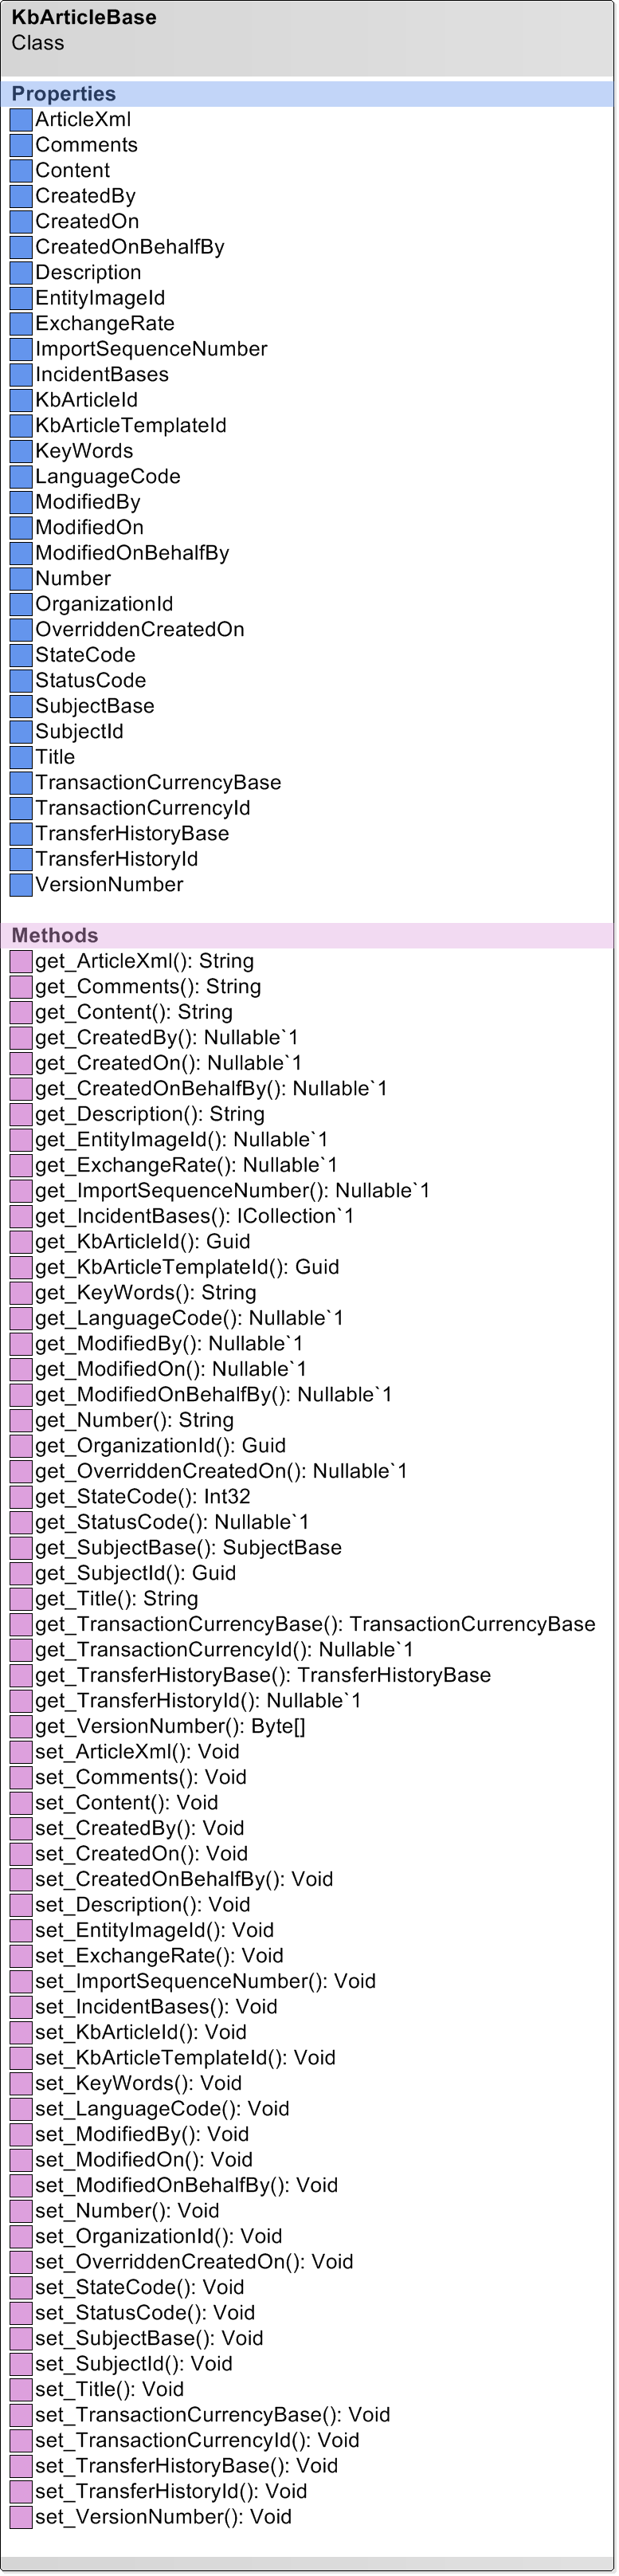 KbArticleBase
Class
Properties
ArticleXml
Comments
Content
CreatedBy
CreatedOn
CreatedOnBehalfBy
Description
EntityImageId
ExchangeRate
ImportSequenceNumber
IncidentBases
KbArticleId
KbArticleTemplateId
KeyWords
LanguageCode
ModifiedBy
ModifiedOn
ModifiedOnBehalfBy
Number
OrganizationId
OverriddenCreatedOn
StateCode
StatusCode
SubjectBase
SubjectId
Title
TransactionCurrencyBase
TransactionCurrencyId
TransferHistoryBase
TransferHistoryId
VersionNumber
Methods
get_ArticleXml(): String
get_Comments(): String
get_Content(): String
get_CreatedBy(): Nullable`1
get_CreatedOn(): Nullable`1
get_CreatedOnBehalfBy(): Nullable`1
get_Description(): String
get_EntityImageId(): Nullable`1
get_ExchangeRate(): Nullable`1
get_ImportSequenceNumber(): Nullable`1
get_IncidentBases(): ICollection`1
get_KbArticleId(): Guid
get_KbArticleTemplateId(): Guid
get_KeyWords(): String
get_LanguageCode(): Nullable`1
get_ModifiedBy(): Nullable`1
get_ModifiedOn(): Nullable`1
get_ModifiedOnBehalfBy(): Nullable`1
get_Number(): String
get_OrganizationId(): Guid
get_OverriddenCreatedOn(): Nullable`1
get_StateCode(): Int32
get_StatusCode(): Nullable`1
get_SubjectBase(): SubjectBase
get_SubjectId(): Guid
get_Title(): String
get_TransactionCurrencyBase(): TransactionCurrencyBase
get_TransactionCurrencyId(): Nullable`1
get_TransferHistoryBase(): TransferHistoryBase
get_TransferHistoryId(): Nullable`1
get_VersionNumber(): Byte[]
set_ArticleXml(): Void
set_Comments(): Void
set_Content(): Void
set_CreatedBy(): Void
set_CreatedOn(): Void
set_CreatedOnBehalfBy(): Void
set_Description(): Void
set_EntityImageId(): Void
set_ExchangeRate(): Void
set_ImportSequenceNumber(): Void
set_IncidentBases(): Void
set_KbArticleId(): Void
set_KbArticleTemplateId(): Void
set_KeyWords(): Void
set_LanguageCode(): Void
set_ModifiedBy(): Void
set_ModifiedOn(): Void
set_ModifiedOnBehalfBy(): Void
set_Number(): Void
set_OrganizationId(): Void
set_OverriddenCreatedOn(): Void
set_StateCode(): Void
set_StatusCode(): Void
set_SubjectBase(): Void
set_SubjectId(): Void
set_Title(): Void
set_TransactionCurrencyBase(): Void
set_TransactionCurrencyId(): Void
set_TransferHistoryBase(): Void
set_TransferHistoryId(): Void
set_VersionNumber(): Void